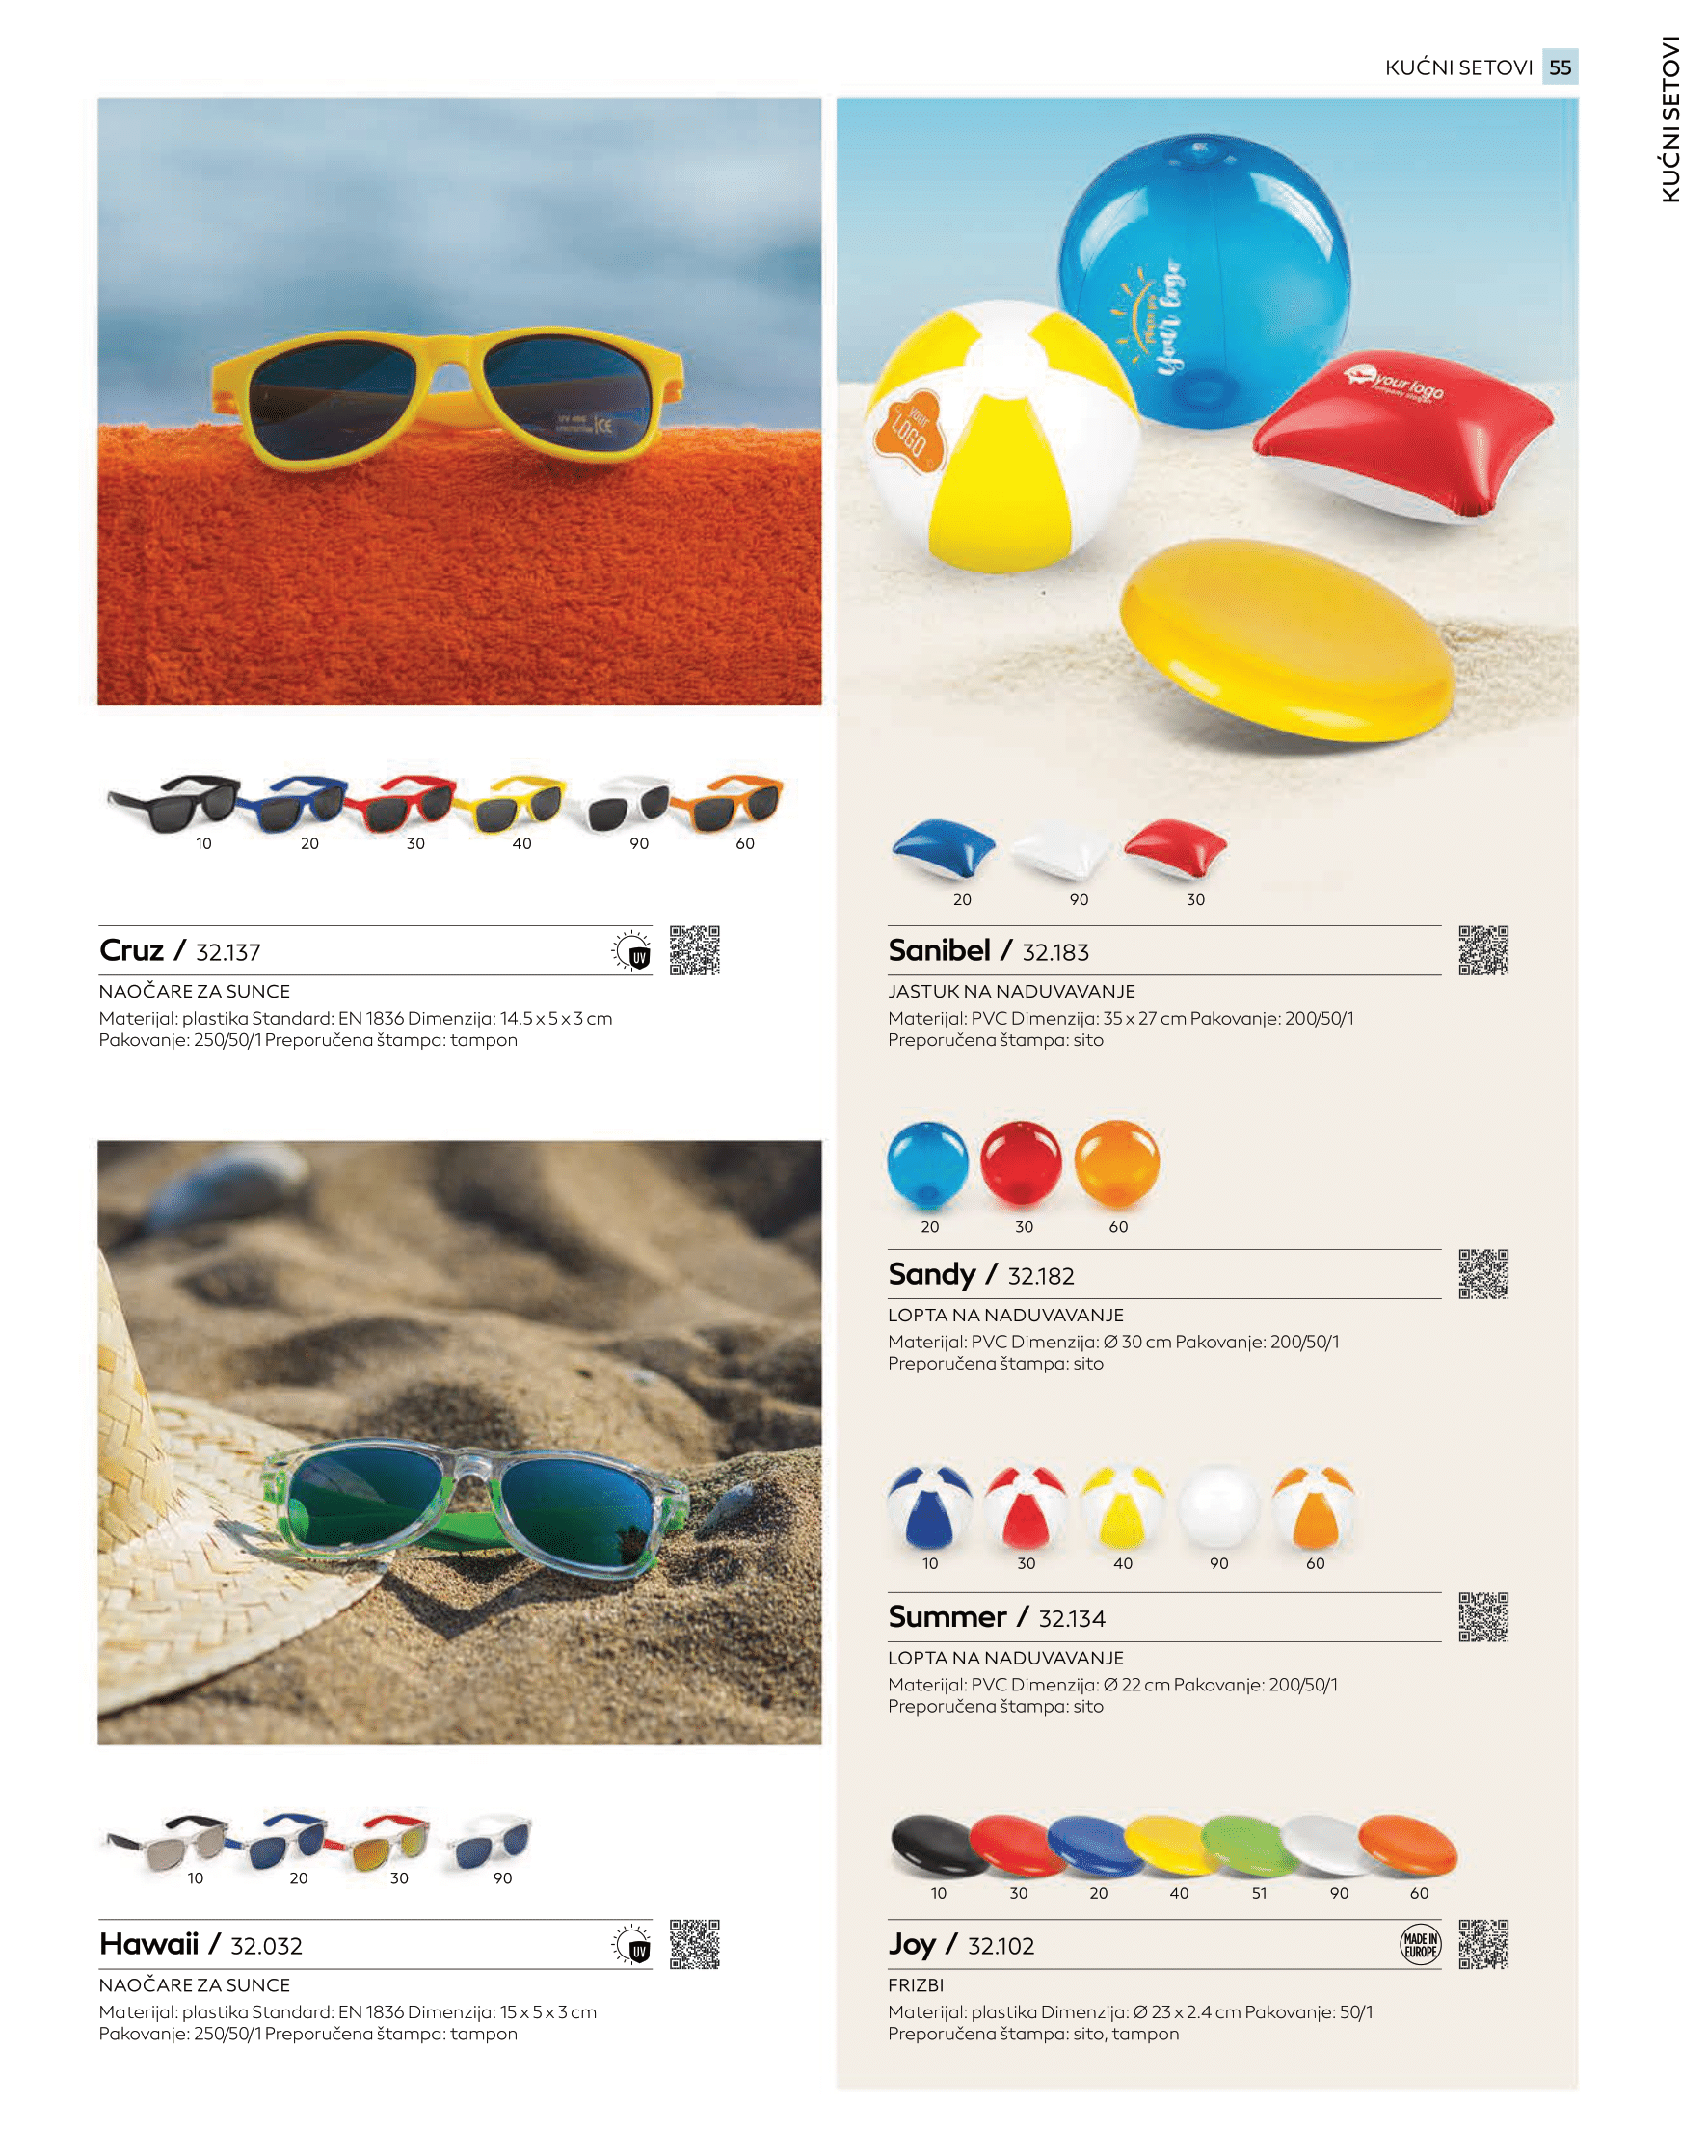 KUĆNI SETOVI 55
KUĆNI SETOVI
UV 400
CE
your logo
YOUR LOGO
your logo
company slogan
10 20 30 40 90 60
Cruz / 32.137
UV
NAOČARE ZA SUNCE
Materijal: plastika Standard: EN 1836 Dimenzija: 14.5 x 5 x 3 cm
Pakovanje: 250/50/1 Preporučena štampa: tampon
10 20 30 90
Hawaii / 32.032
UV
NAOČARE ZA SUNCE
Materijal: plastika Standard: EN 1836 Dimenzija: 15 x 5 x 3 cm
Pakovanje: 250/50/1 Preporučena štampa: tampon
20 90 30
Sanibel / 32.183
JASTUK NA NADUVAVANJE
Materijal: PVC Dimenzija: 35 x 27 cm Pakovanje: 200/50/1
Preporučena štampa: sito
20 30 60
Sandy / 32.182
LOPTA NA NADUVAVANJE
Materijal: PVC Dimenzija: Ø 30 cm Pakovanje: 200/50/1
Preporučena štampa: sito
10 30 40 90 60
Summer / 32.134
LOPTA NA NADUVAVANJE
Materijal: PVC Dimenzija: Ø 22 cm Pakovanje: 200/50/1
Preporučena štampa: sito
10 30 20 40 51 90 60
Joy / 32.102
MADE IN
EUROPE
FRIZBI
Materijal: plastika Dimenzija: Ø 23 x 2.4 cm Pakovanje: 50/1
Preporučena štampa: sito, tampon